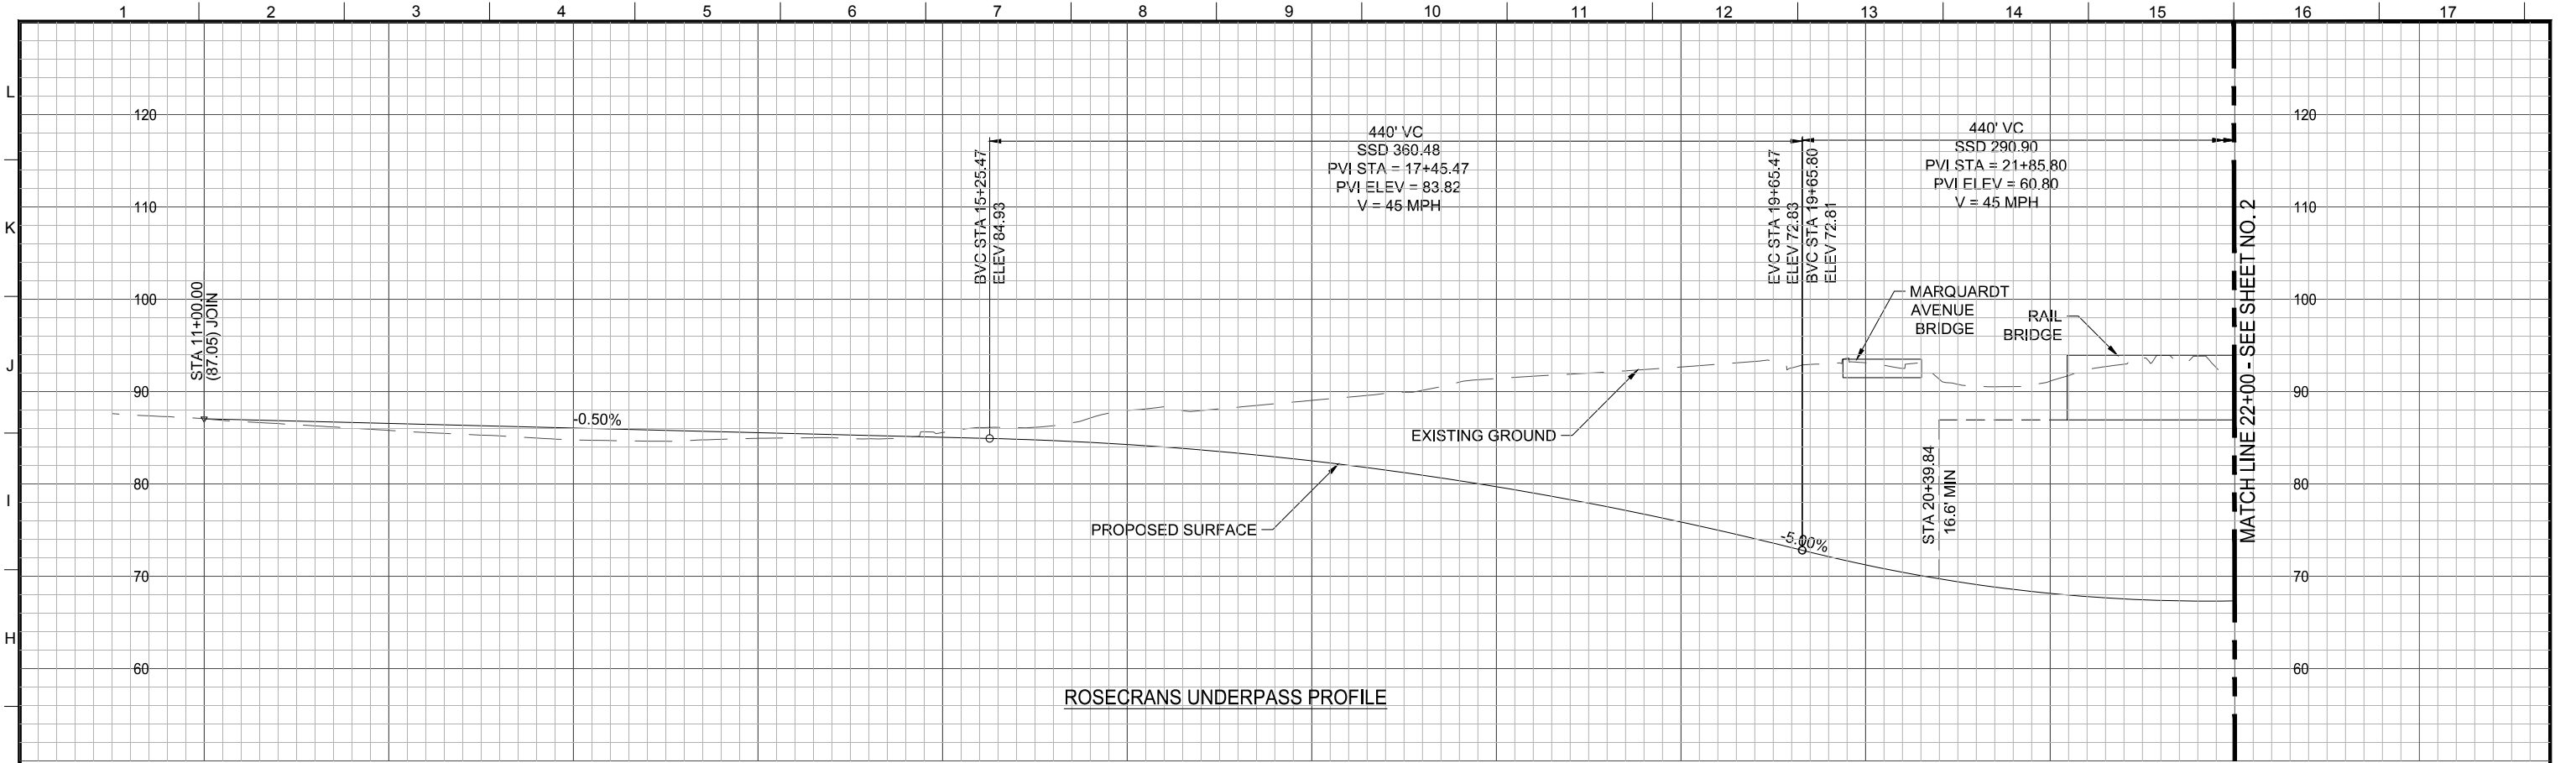 1 2 3 4 5 6 7 8 9 10 11 12 13 14 15 16 17
L
K
J
I
H
120
110
100
90
80
70
60
STA 11+00.00
(87.05) JOIN
-0.50%
BVC STA 15+25.47
ELEV 84.93
440' VC
SSD 360.48
PVI STA = 17+45.47
PVI ELEV = 83.82
V = 45 MPH
EVC STA 19+65.47
ELEV 72.83
BVC STA 19+65.80
ELEV 72.81
440' VC
SSD 290.90
PVI STA = 21+85.80
PVI ELEV = 60.80
V = 45 MPH
MARQUARDT
AVENUE
BRIDGE
RAIL
BRIDGE
EXISTING GROUND
PROPOSED SURFACE
-5.00%
STA 20+39.84
16.6' MIN
MATCH LINE 22+00 - SEE SHEET NO. 2
120
110
100
90
80
70
60
ROSECRANS UNDERPASS PROFILE